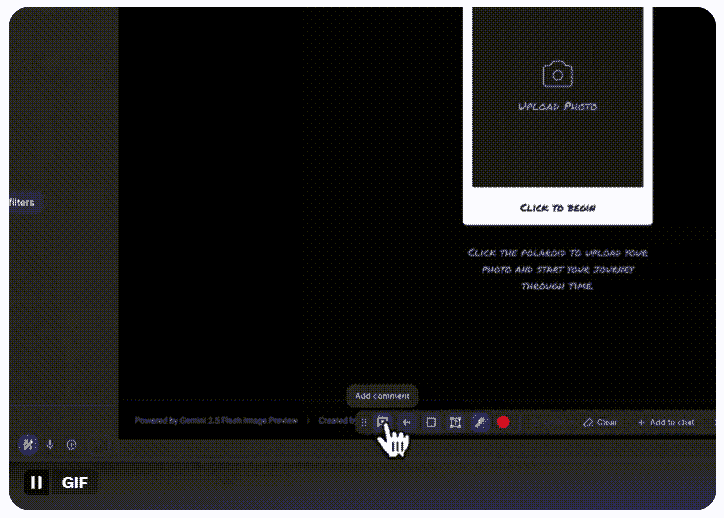 Upload Photo
filters
Click to begin
Click the polaroid to upload your
photo and start your journey
through time.
Add comment
Powered by Gemini 2.5 Flash Image Preview
Created b
Clear
+ Add to chat
GIF